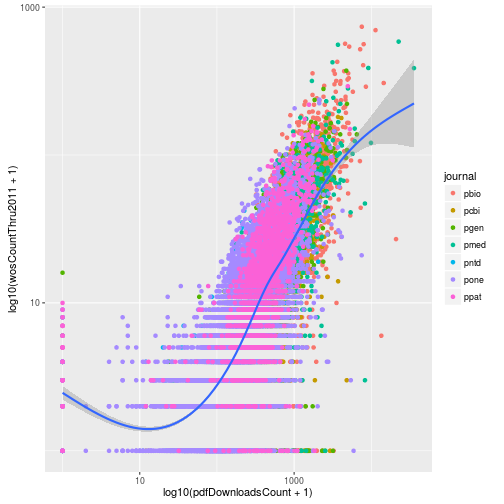 1000
10
log10(wosCountThru2011 + 1)
10
1000
log10(pdfDownloadsCount + 1)
journal
pbio
pcbi
pgen
pmed
pntd
pone
ppat